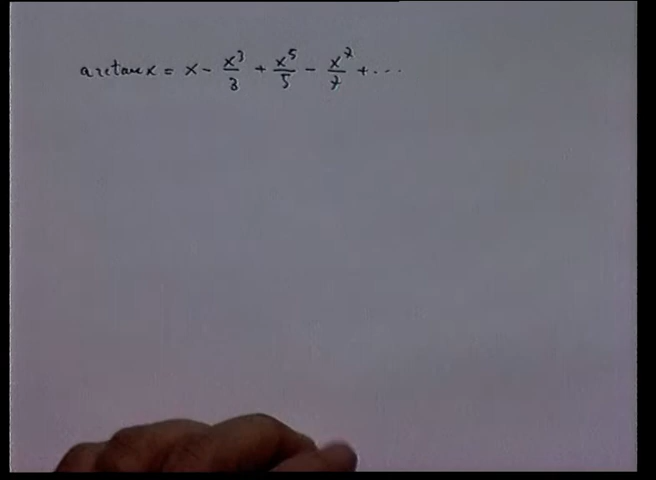 arctan x = x - x³/3 + x⁵/5 - x⁷/7 + ...